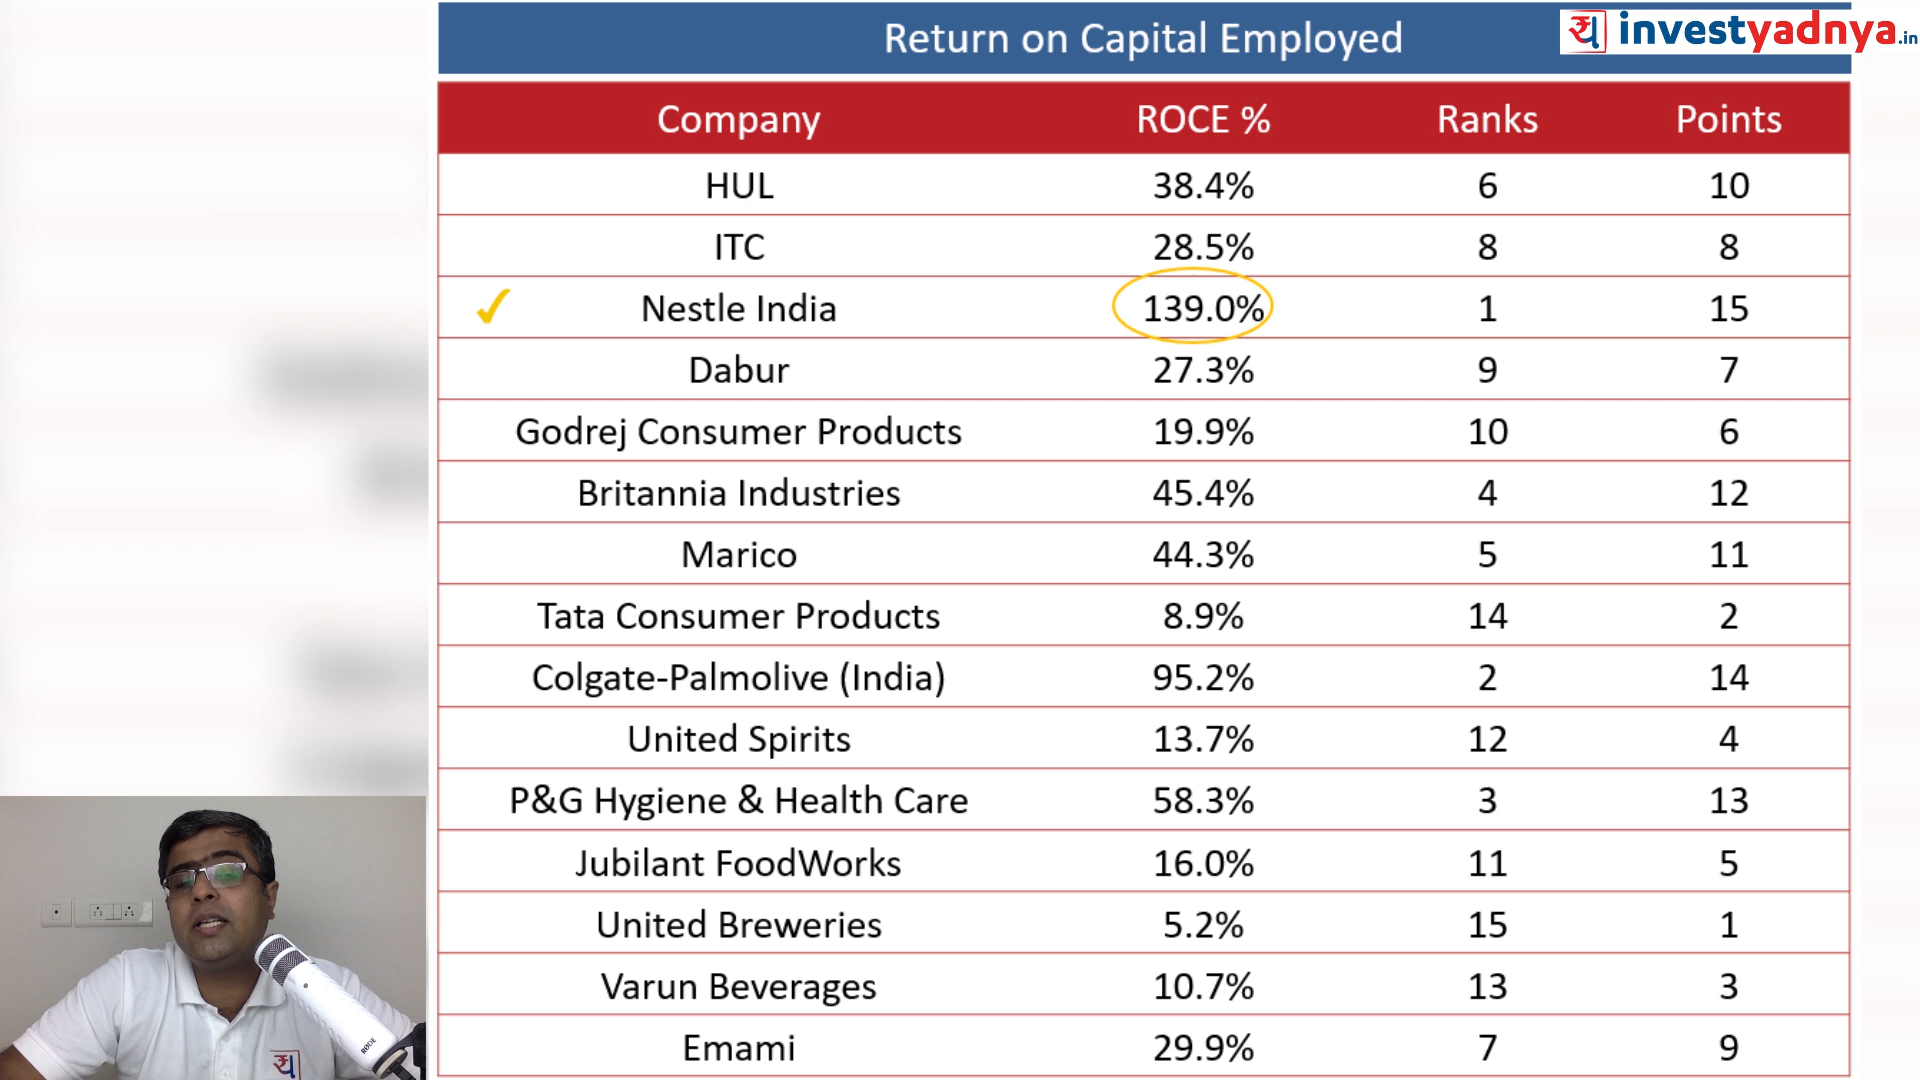 Return on Capital Employed
investyadnya.in
Company ROCE % Ranks Points
HUL 38.4% 6 10
ITC 28.5% 8 8
Nestle India 139.0% 1 15
Dabur 27.3% 9 7
Godrej Consumer Products 19.9% 10 6
Britannia Industries 45.4% 4 12
Marico 44.3% 5 11
Tata Consumer Products 8.9% 14 2
Colgate-Palmolive (India) 95.2% 2 14
United Spirits 13.7% 12 4
P&G Hygiene & Health Care 58.3% 3 13
Jubilant FoodWorks 16.0% 11 5
United Breweries 5.2% 15 1
Varun Beverages 10.7% 13 3
Emami 29.9% 7 9
RØDE